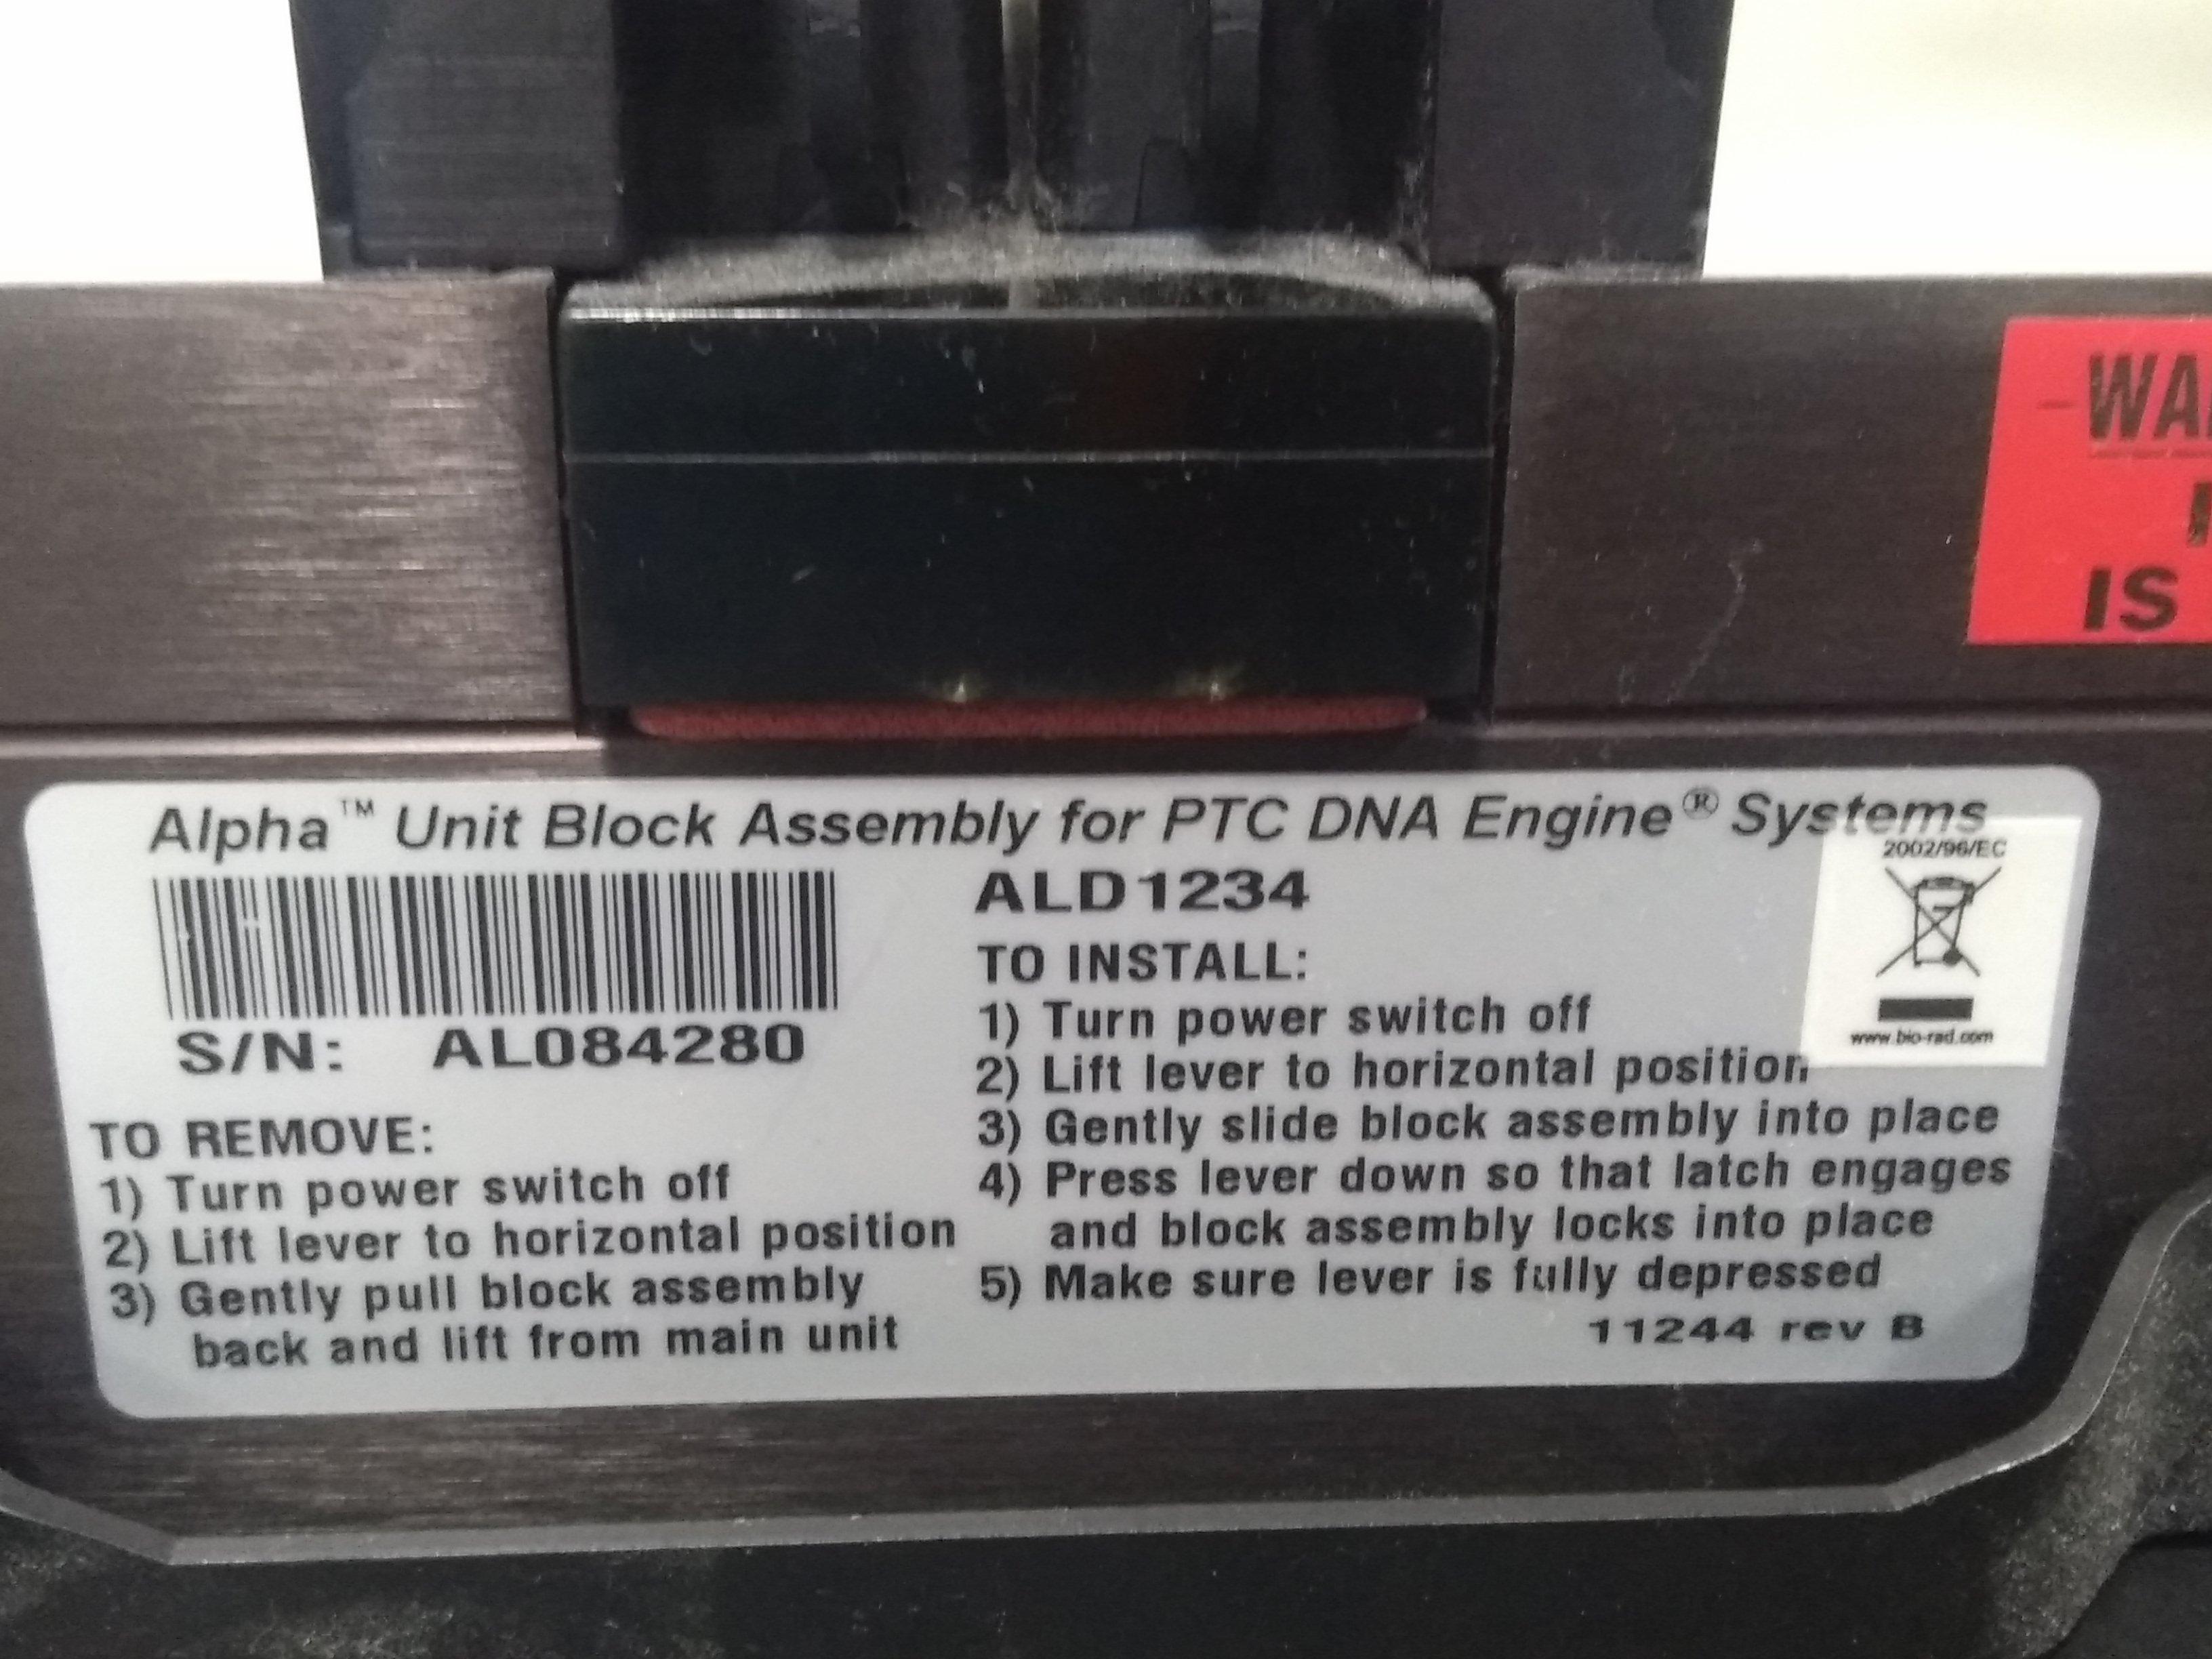 Alpha™ Unit Block Assembly for PTC DNA Engine® Systems
S/N: AL084280
TO REMOVE:
1) Turn power switch off
2) Lift lever to horizontal position
3) Gently pull block assembly
back and lift from main unit
ALD1234
TO INSTALL:
1) Turn power switch off
2) Lift lever to horizontal position
3) Gently slide block assembly into place
4) Press lever down so that latch engages
and block assembly locks into place
5) Make sure lever is fully depressed
11244 rev B
2002/96/EC
www.bio-rad.com
IS